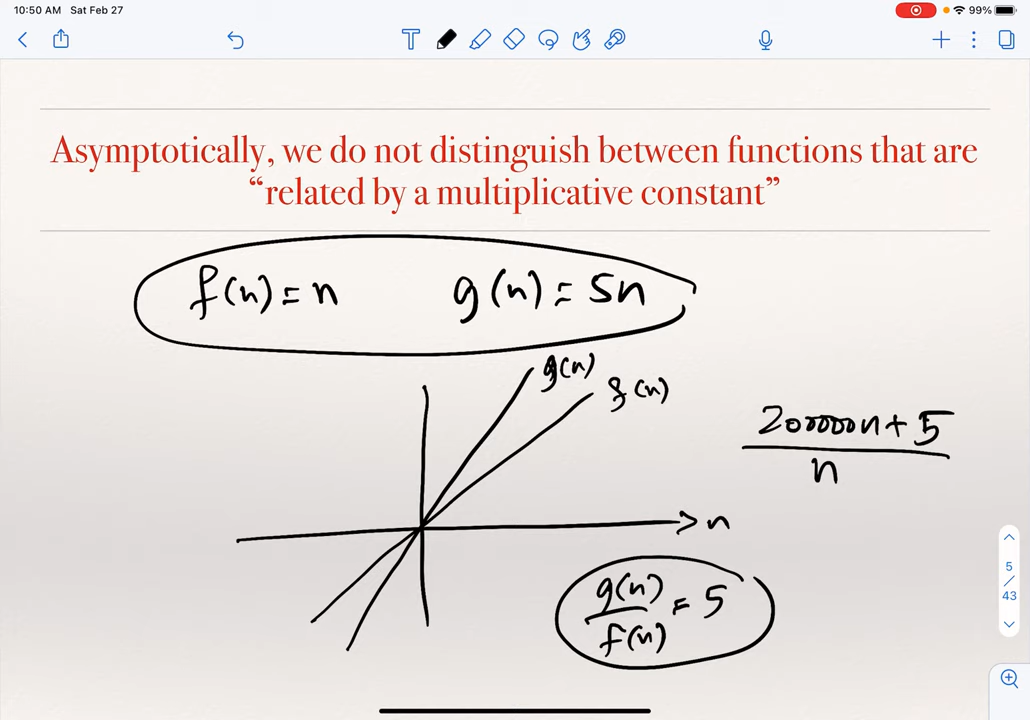 10:50 AM Sat Feb 27
99%
T
Asymptotically, we do not distinguish between functions that are
“related by a multiplicative constant”
f(n) = n g(n) = 5n
g(n)
f(n)
200000n + 5
n
n
g(n)
f(n)
= 5
5
/
43